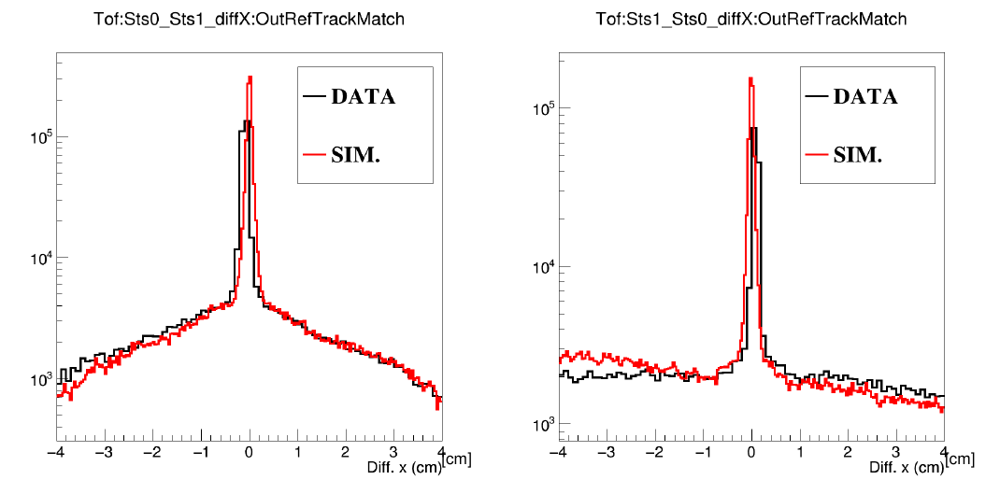 Tof:Sts0_Sts1_diffX:OutRefTrackMatch
DATA
SIM.
10^5
10^4
10^3
−4 −3 −2 −1 0 1 2 3 4
Diff. x (cm) [cm]
Tof:Sts1_Sts0_diffX:OutRefTrackMatch
DATA
SIM.
10^5
10^4
10^3
−4 −3 −2 −1 0 1 2 3 4
Diff. x (cm) [cm]